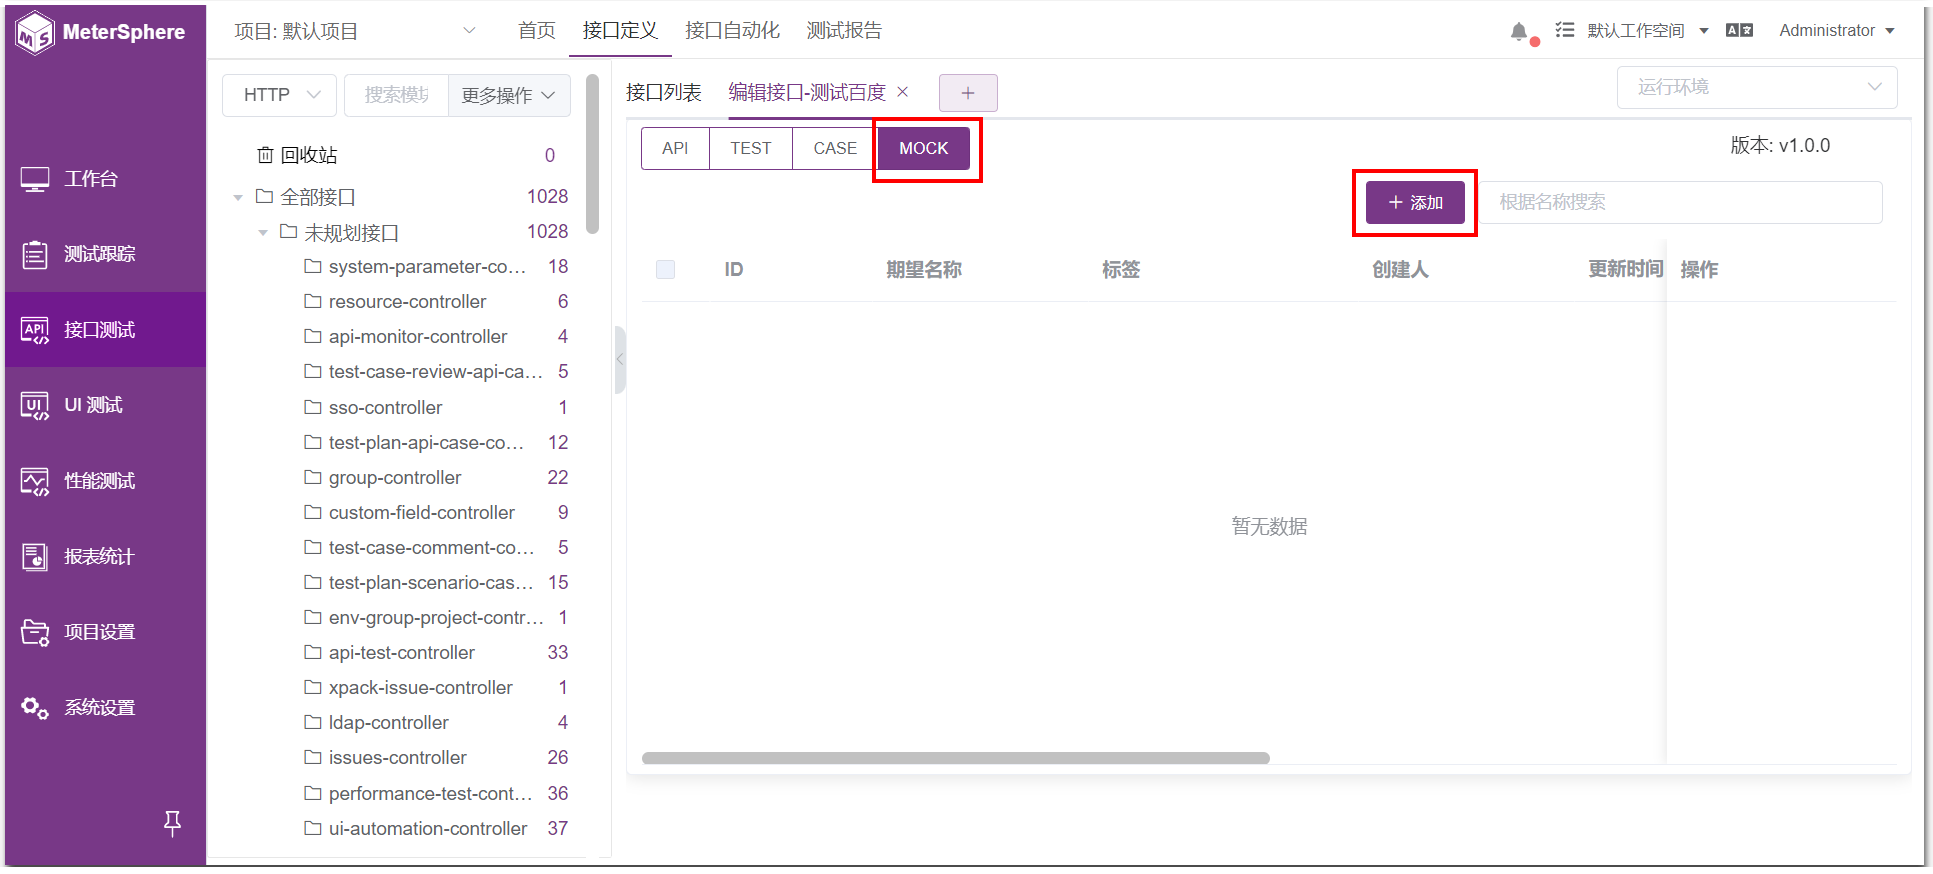 MeterSphere
项目: 默认项目
首页
接口定义
接口自动化
测试报告
默认工作空间
Administrator
工作台
测试跟踪
API 接口测试
UI UI 测试
性能测试
报表统计
项目设置
系统设置
HTTP
搜索模块
更多操作
回收站 0
全部接口 1028
未规划接口 1028
system-parameter-co... 18
resource-controller 6
api-monitor-controller 4
test-case-review-api-ca... 5
sso-controller 1
test-plan-api-case-co... 12
group-controller 22
custom-field-controller 9
test-case-comment-co... 5
test-plan-scenario-cas... 15
env-group-project-contr... 1
api-test-controller 33
xpack-issue-controller 1
ldap-controller 4
issues-controller 26
performance-test-cont... 36
ui-automation-controller 37
接口列表
编辑接口-测试百度 ×
+
运行环境
API
TEST
CASE
MOCK
版本: v1.0.0
+ 添加
根据名称搜索
ID
期望名称
标签
创建人
更新时间
操作
暂无数据